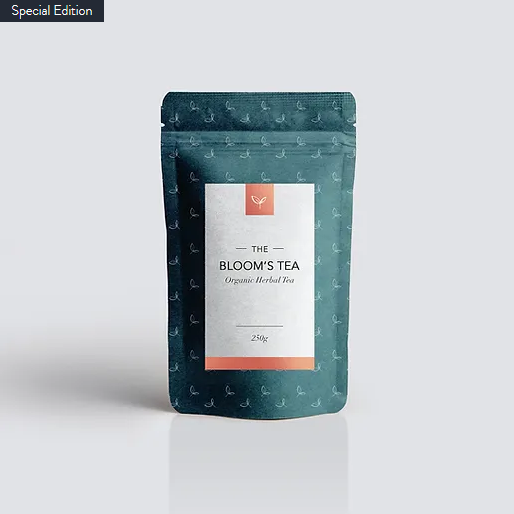 Special Edition
THE
BLOOM'S TEA
Organic Herbal Tea
250g